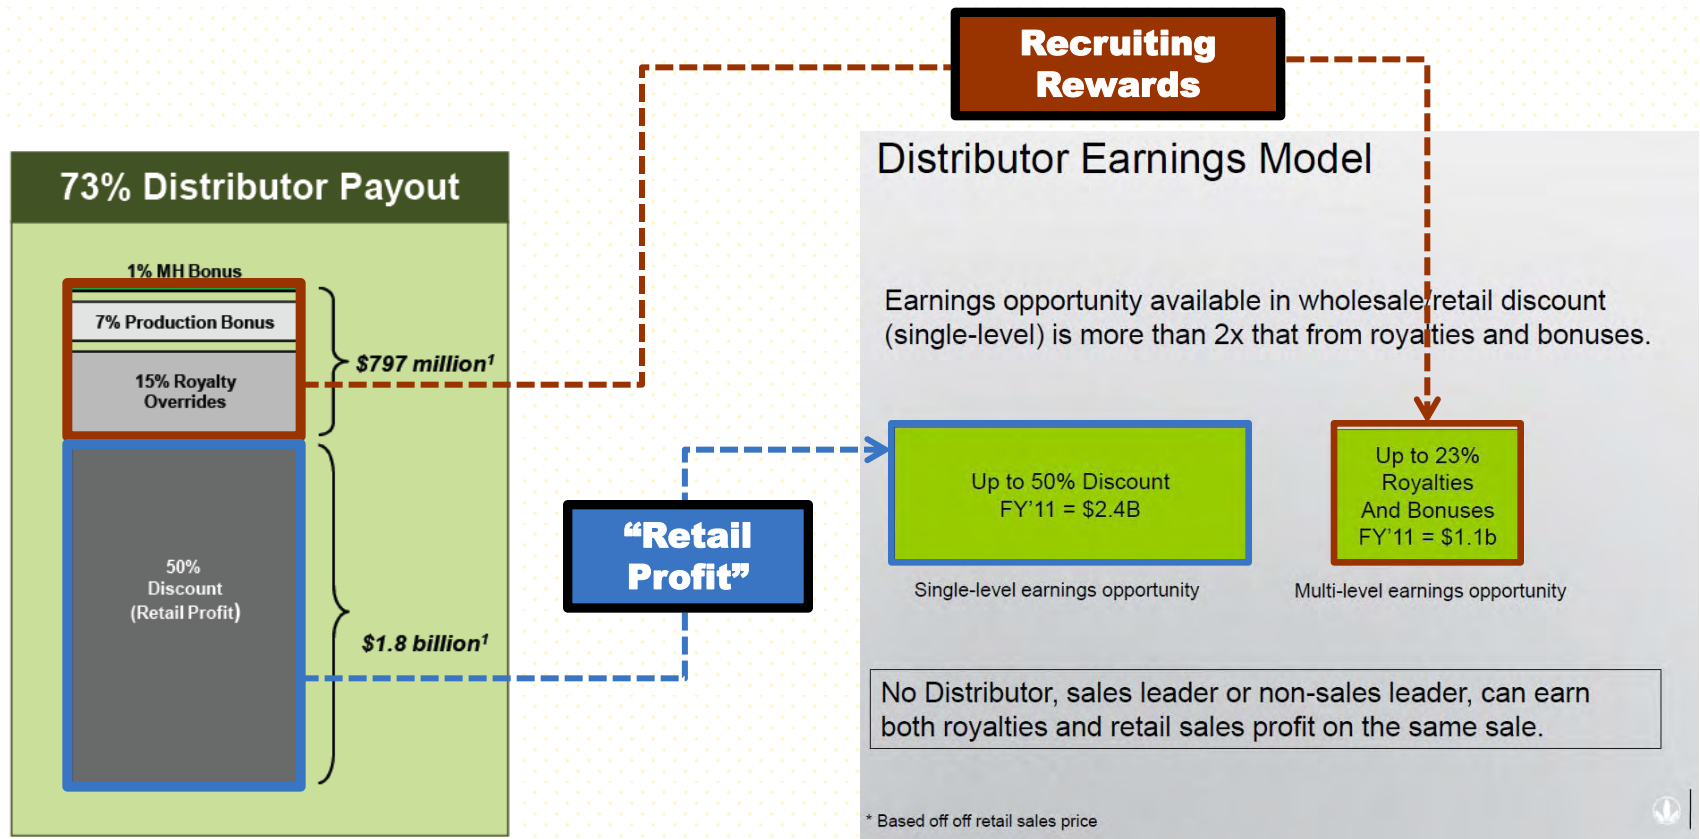 Recruiting
Rewards
73% Distributor Payout
1% MH Bonus
7% Production Bonus
15% Royalty
Overrides
$797 million¹
50%
Discount
(Retail Profit)
$1.8 billion¹
“Retail
Profit”
Distributor Earnings Model
Earnings opportunity available in wholesale/retail discount
(single-level) is more than 2x that from royalties and bonuses.
Up to 50% Discount
FY’11 = $2.4B
Single-level earnings opportunity
Up to 23%
Royalties
And Bonuses
FY’11 = $1.1b
Multi-level earnings opportunity
No Distributor, sales leader or non-sales leader, can earn
both royalties and retail sales profit on the same sale.
* Based off off retail sales price